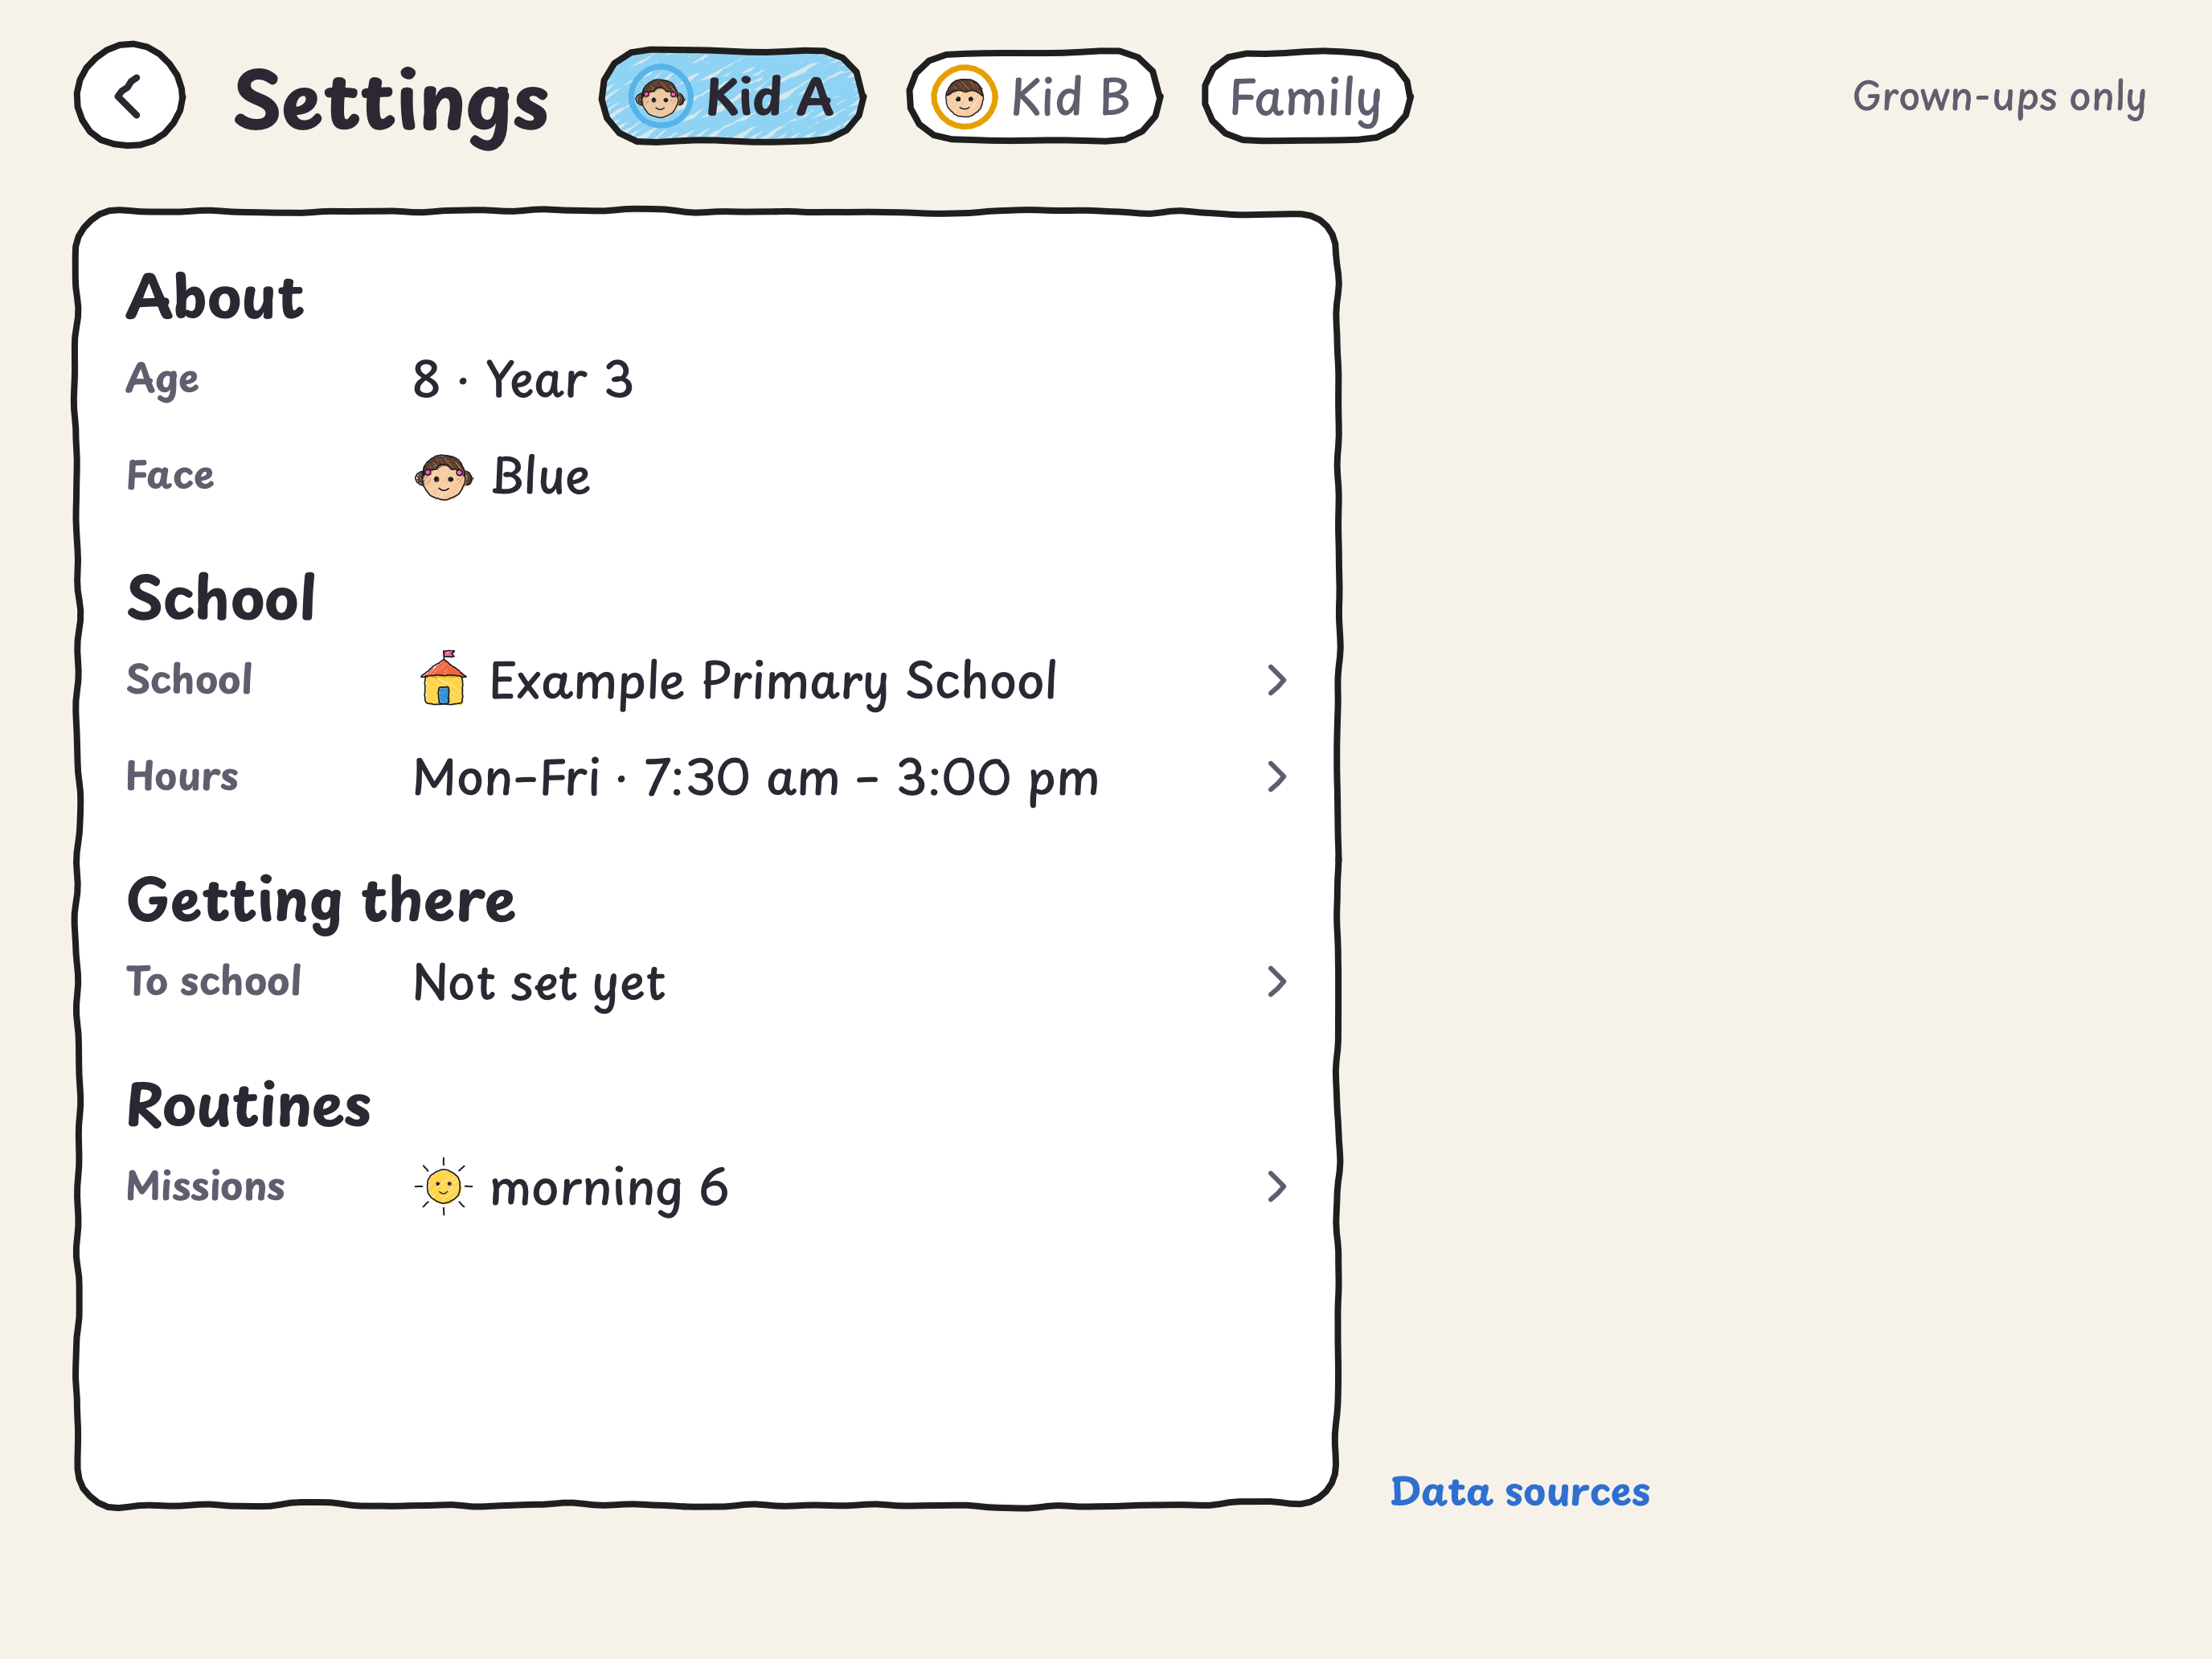 Settings
Kid A
Kid B
Family
Grown-ups only
About
Age
8 · Year 3
Face
Blue
School
School
Example Primary School
Hours
Mon-Fri · 7:30 am - 3:00 pm
Getting there
To school
Not set yet
Routines
Missions
morning 6
Data sources